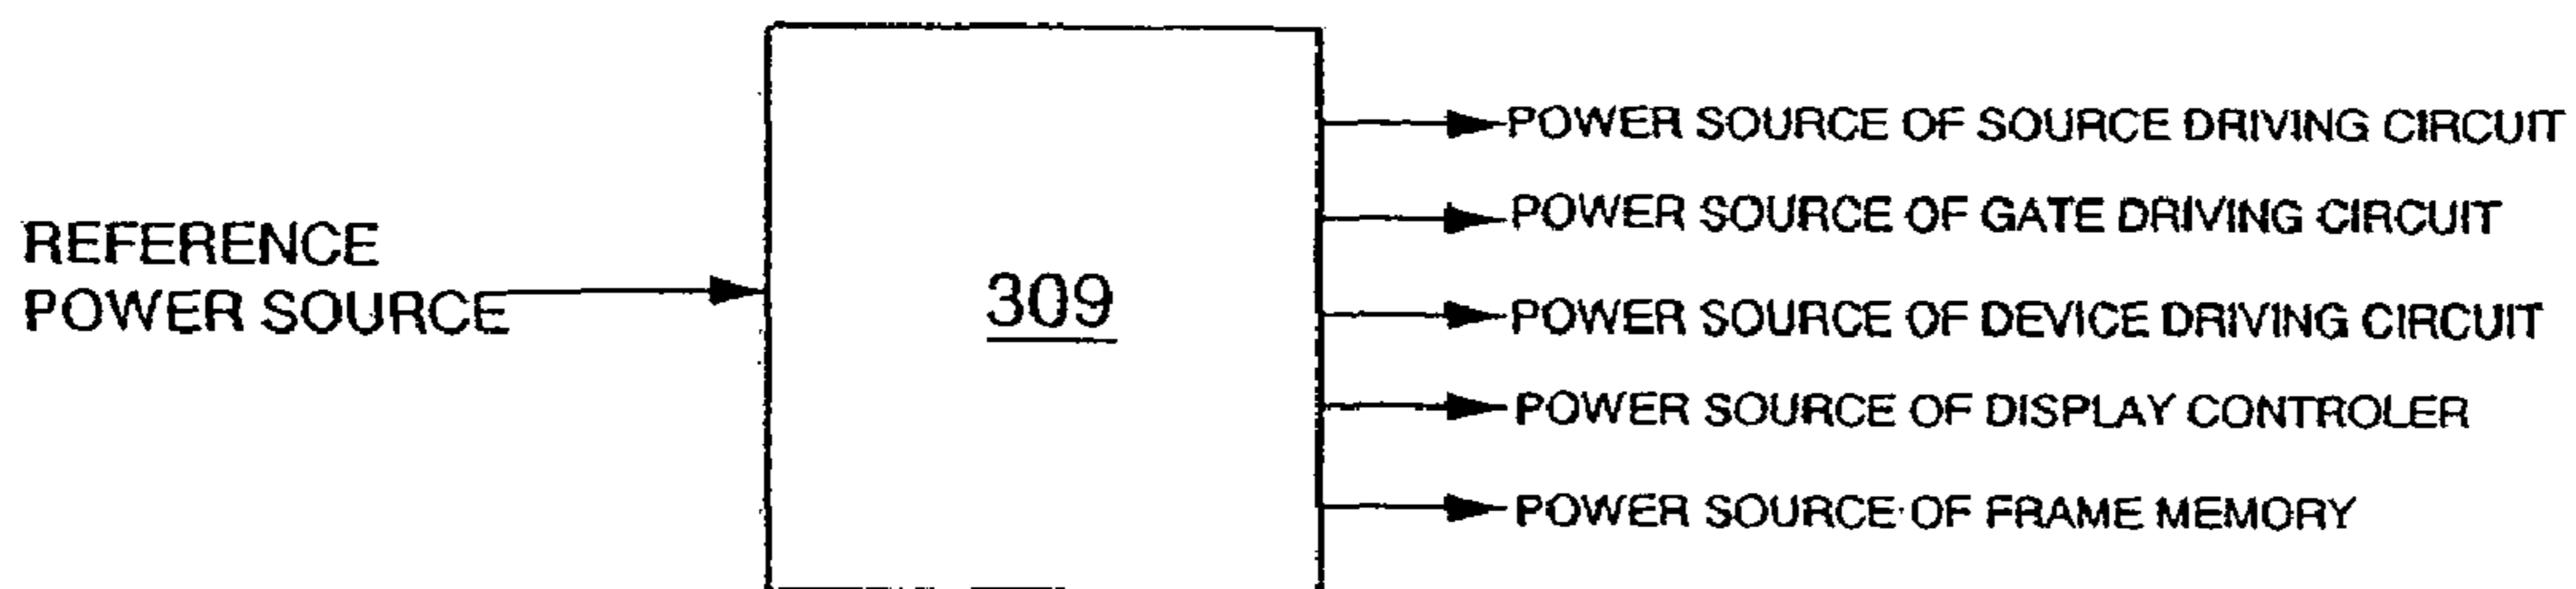 REFERENCE
POWER SOURCE
309
POWER SOURCE OF SOURCE DRIVING CIRCUIT
POWER SOURCE OF GATE DRIVING CIRCUIT
POWER SOURCE OF DEVICE DRIVING CIRCUIT
POWER SOURCE OF DISPLAY CONTROLER
POWER SOURCE OF FRAME MEMORY